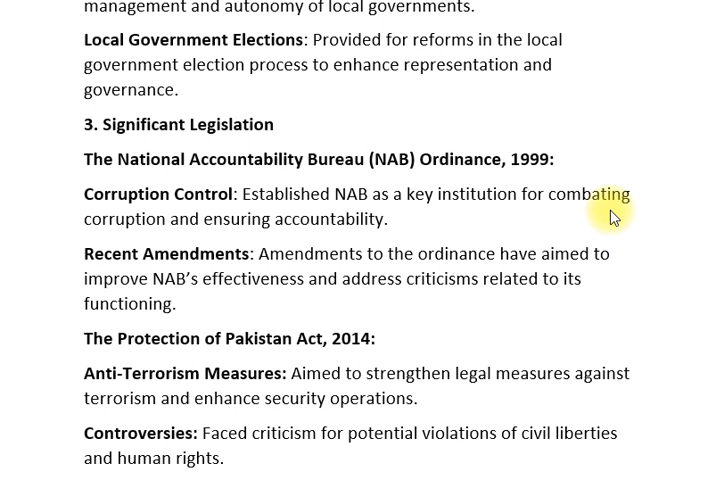 management and autonomy of local governments.
Local Government Elections: Provided for reforms in the local
government election process to enhance representation and
governance.
3. Significant Legislation
The National Accountability Bureau (NAB) Ordinance, 1999:
Corruption Control: Established NAB as a key institution for combating
corruption and ensuring accountability.
Recent Amendments: Amendments to the ordinance have aimed to
improve NAB’s effectiveness and address criticisms related to its
functioning.
The Protection of Pakistan Act, 2014:
Anti-Terrorism Measures: Aimed to strengthen legal measures against
terrorism and enhance security operations.
Controversies: Faced criticism for potential violations of civil liberties
and human rights.